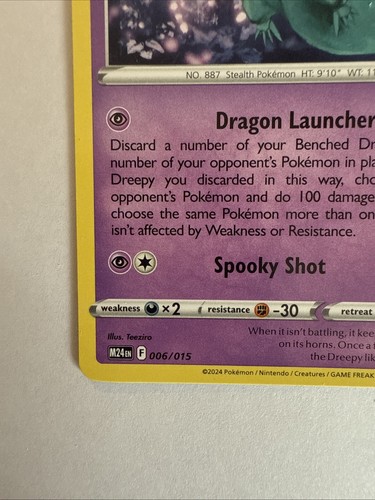 NO. 887 Stealth Pokémon HT: 9'10" WT: 11
Dragon Launcher
Discard a number of your Benched Dr
number of your opponent's Pokémon in pla
Dreepy you discarded in this way, cho
opponent's Pokémon and do 100 damage
choose the same Pokémon more than on
isn't affected by Weakness or Resistance.
Spooky Shot
weakness ×2 resistance -30 retreat
Illus. Teeziro
When it isn't battling, it kee
on its horns. Once a
the Dreepy lik
M24 EN F 006/015
©2024 Pokémon / Nintendo / Creatures / GAME FREAK